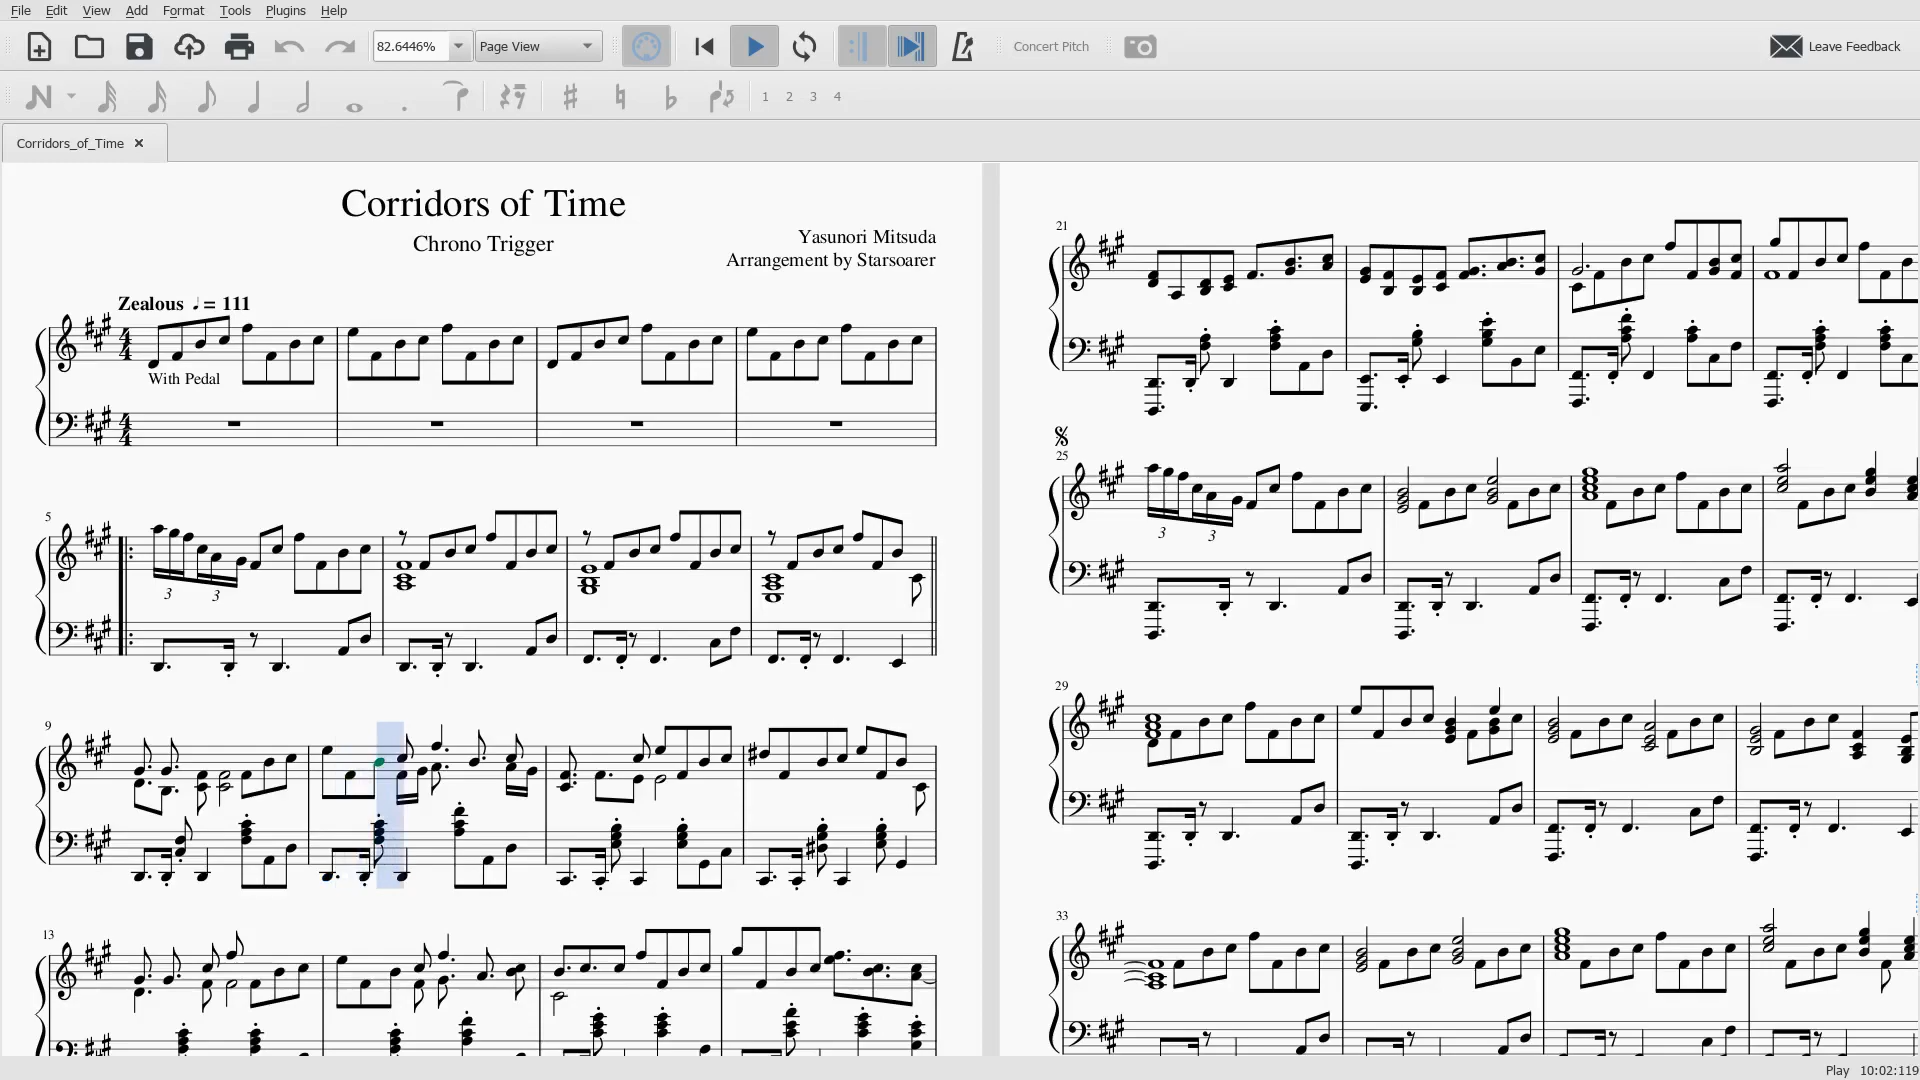 File Edit View Add Format Tools Plugins Help
82.6446% Page View Concert Pitch Leave Feedback
1 2 3 4
Corridors_of_Time
Corridors of Time
Chrono Trigger
Yasunori Mitsuda
Arrangement by Starsoarer
Zealous ♩ = 111
4 4
With Pedal
4 4
5
3 3
9
13
21
25
3 3
29
33
Play 10:02:119